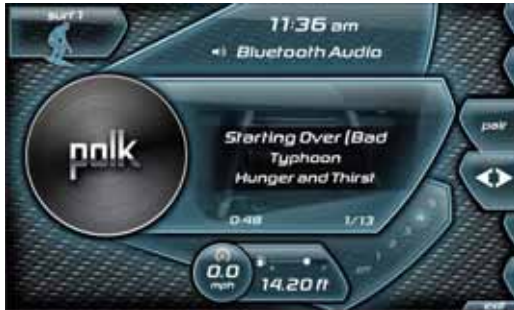 surf 1
11:36 am
Bluetooth Audio
polk
Starting Over (Bad
Typhoon
Hunger and Thirst
0:48 1/13
pair
0.0
mph
14.20 ft
OFF
exit